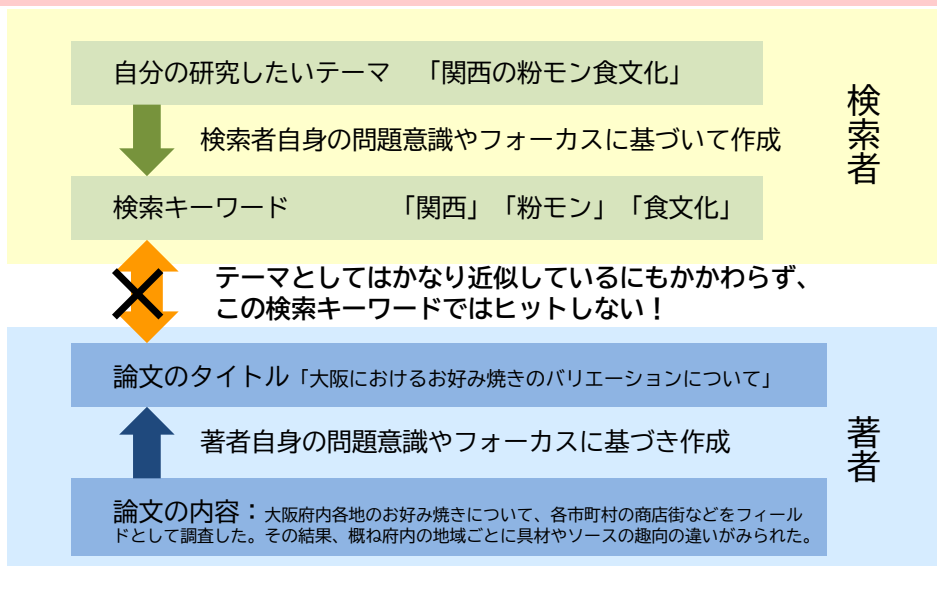 自分の研究したいテーマ　「関西の粉モン食文化」
検索者自身の問題意識やフォーカスに基づいて作成
検索キーワード　「関西」「粉モン」「食文化」
検索者
テーマとしてはかなり近似しているにもかかわらず、
この検索キーワードではヒットしない！
論文のタイトル「大阪におけるお好み焼きのバリエーションについて」
著者自身の問題意識やフォーカスに基づき作成
論文の内容：大阪府内各地のお好み焼きについて、各市町村の商店街などをフィール
ドとして調査した。その結果、概ね府内の地域ごとに具材やソースの趣向の違いがみられた。
著者